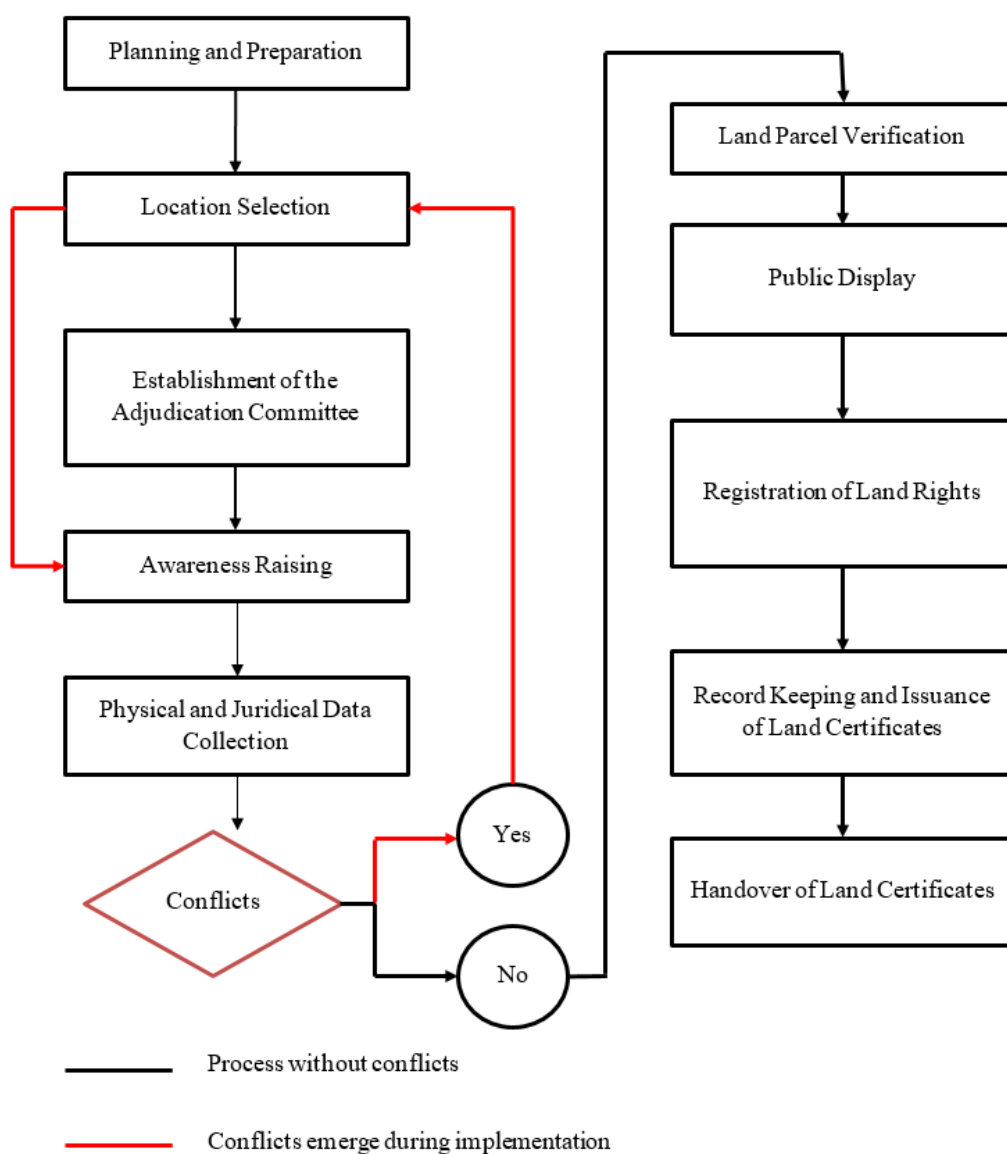 Planning and Preparation
Location Selection
Establishment of the
Adjudication Committee
Awareness Raising
Physical and Juridical Data
Collection
Conflicts
Yes
No
Land Parcel Verification
Public Display
Registration of Land Rights
Record Keeping and Issuance
of Land Certificates
Handover of Land Certificates
Process without conflicts
Conflicts emerge during implementation